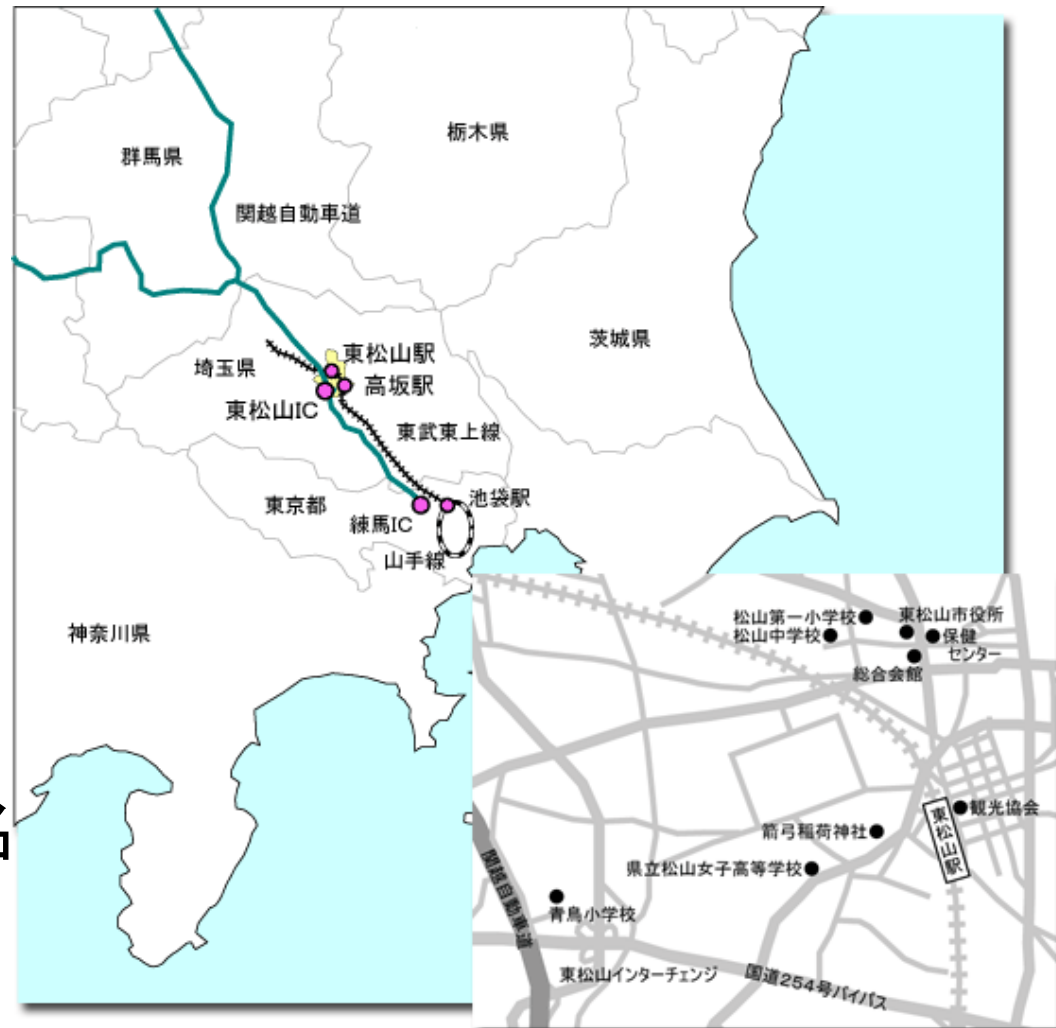 栃木県
群馬県
関越自動車道
茨城県
東松山駅
埼玉県
高坂駅
東松山IC
東武東上線
池袋駅
東京都
練馬IC
山手線
神奈川県
松山第一小学校
東松山市役所
松山中学校
保健
センター
総合会館
観光協会
東松山駅
箭弓稲荷神社
県立松山女子高等学校
関越自動車道
青鳥小学校
東松山インターチェンジ
国道254号バイパス